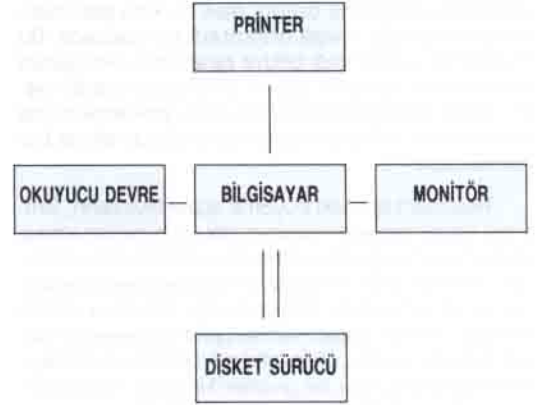 PRİNTER
OKUYUCU DEVRE
BİLGİSAYAR
MONİTÖR
DİSKET SÜRÜCÜ